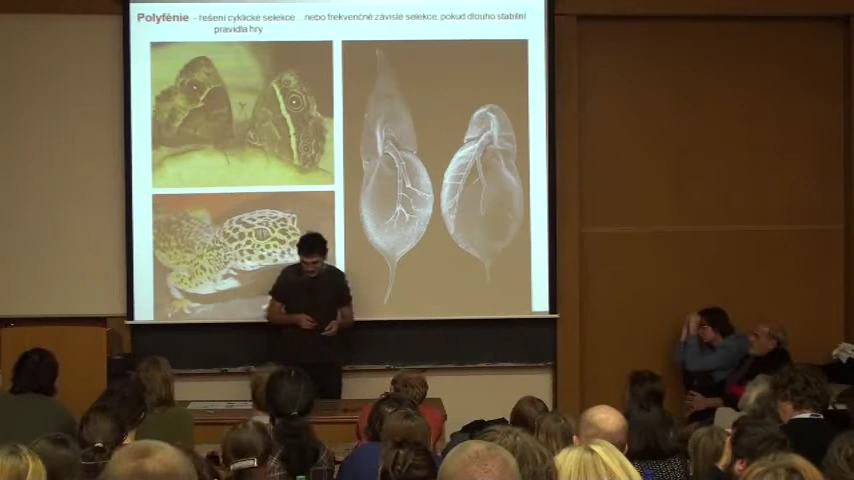 Polyfénie - řešení cyklické selekce ... nebo frekvenčně závislé selekce, pokud dlouho stabilní
pravidla hry